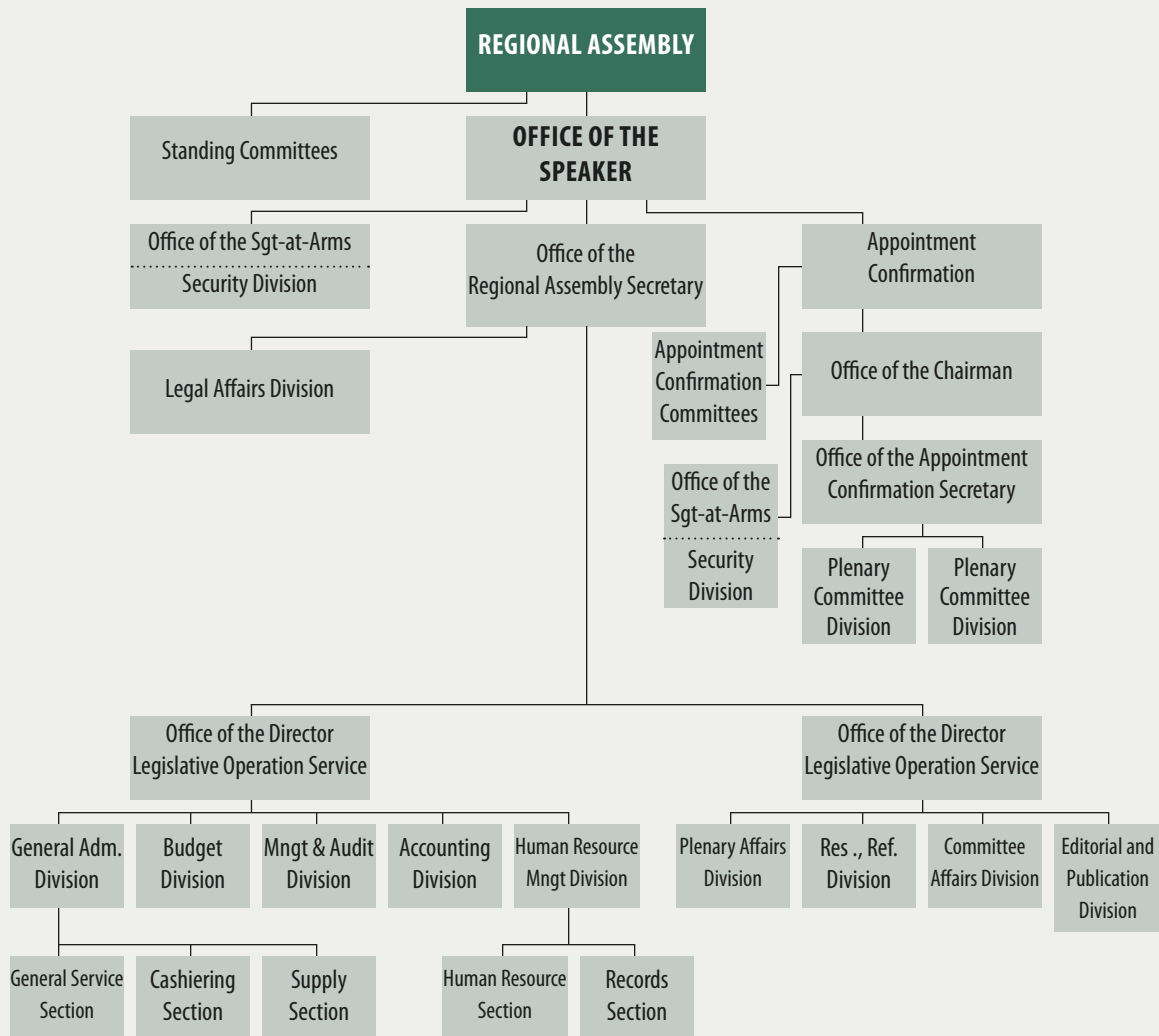 REGIONAL ASSEMBLY
Standing Committees
OFFICE OF THE
SPEAKER
Office of the Sgt-at-Arms
Security Division
Office of the
Regional Assembly Secretary
Appointment
Confirmation
Legal Affairs Division
Appointment
Confirmation
Committees
Office of the Chairman
Office of the
Sgt-at-Arms
Security
Division
Office of the Appointment
Confirmation Secretary
Plenary
Committee
Division
Plenary
Committee
Division
Office of the Director
Legislative Operation Service
Office of the Director
Legislative Operation Service
General Adm.
Division
Budget
Division
Mngt & Audit
Division
Accounting
Division
Human Resource
Mngt Division
Plenary Affairs
Division
Res ., Ref.
Division
Committee
Affairs Division
Editorial and
Publication
Division
General Service
Section
Cashiering
Section
Supply
Section
Human Resource
Section
Records
Section